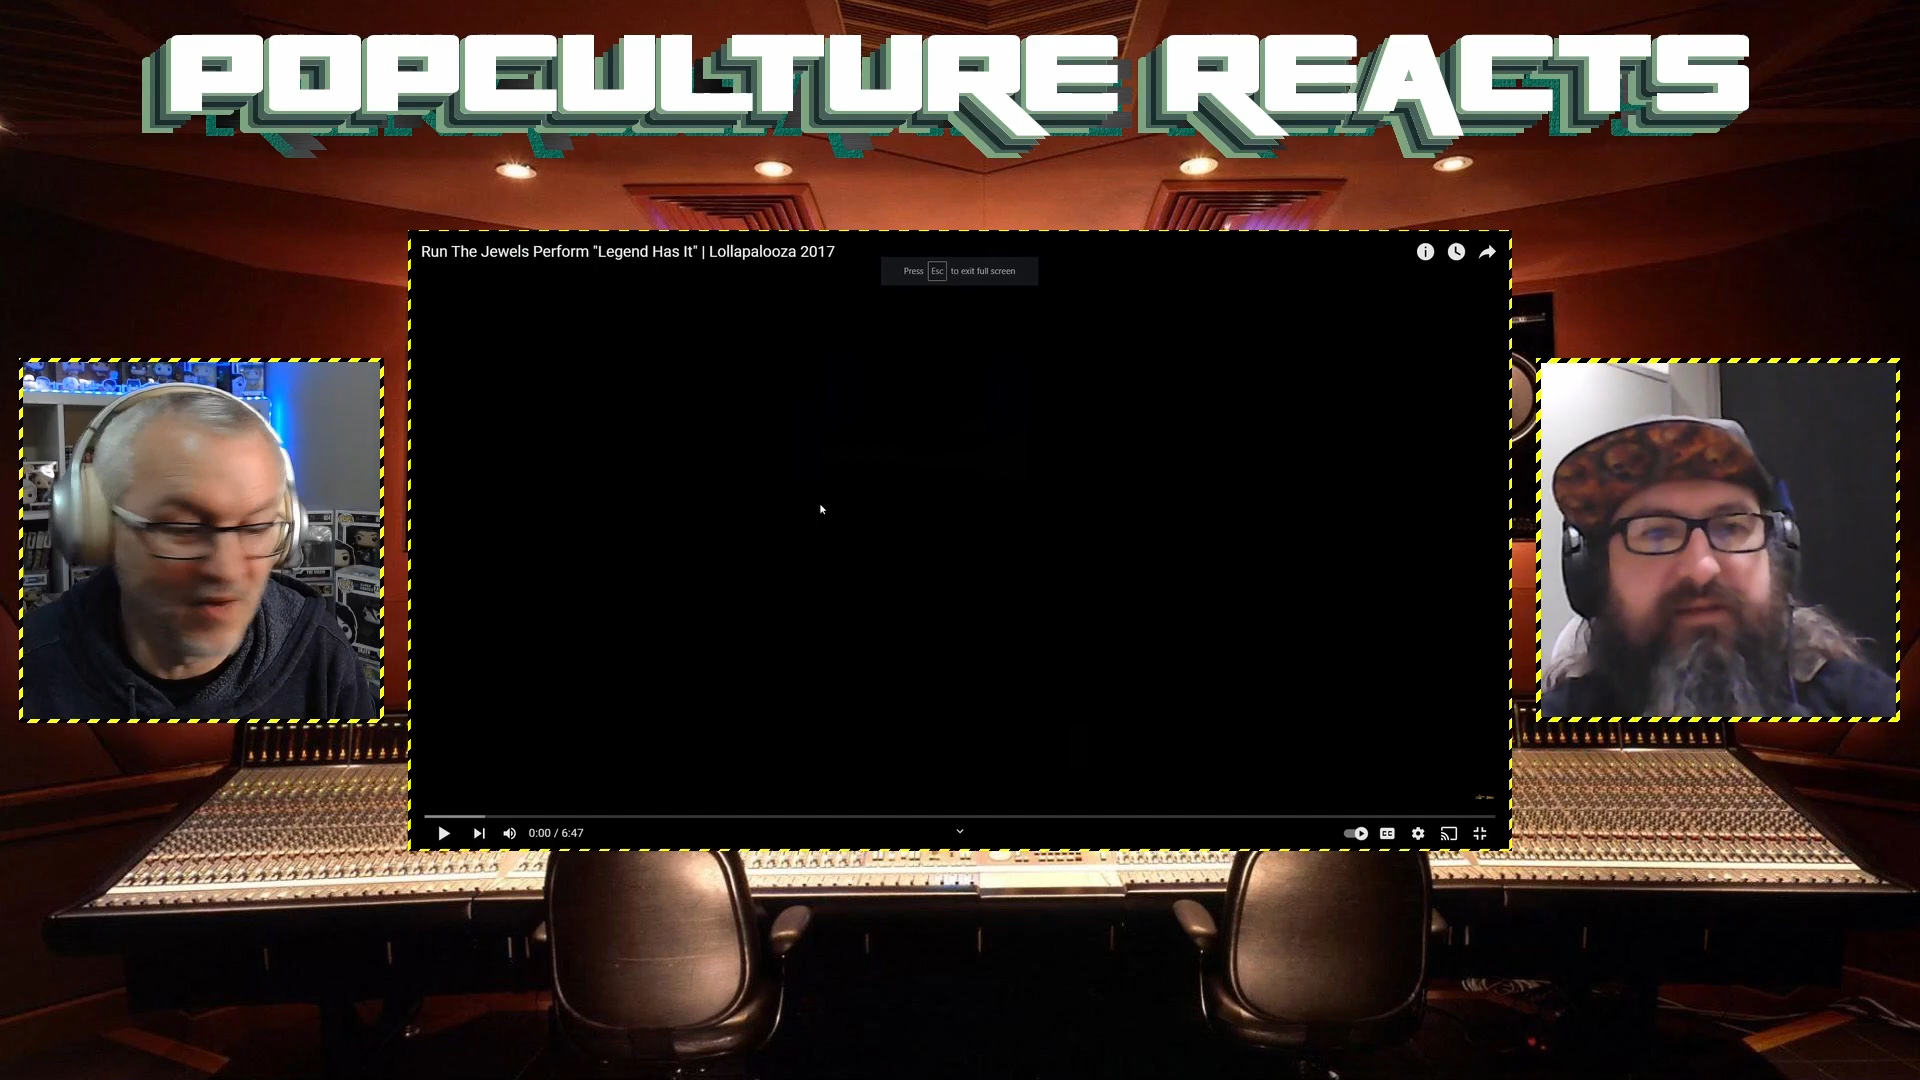 POPCULTURE REACTS
Run The Jewels Perform "Legend Has It" | Lollapalooza 2017
Press Esc to exit full screen
0:00 / 6:47
CC